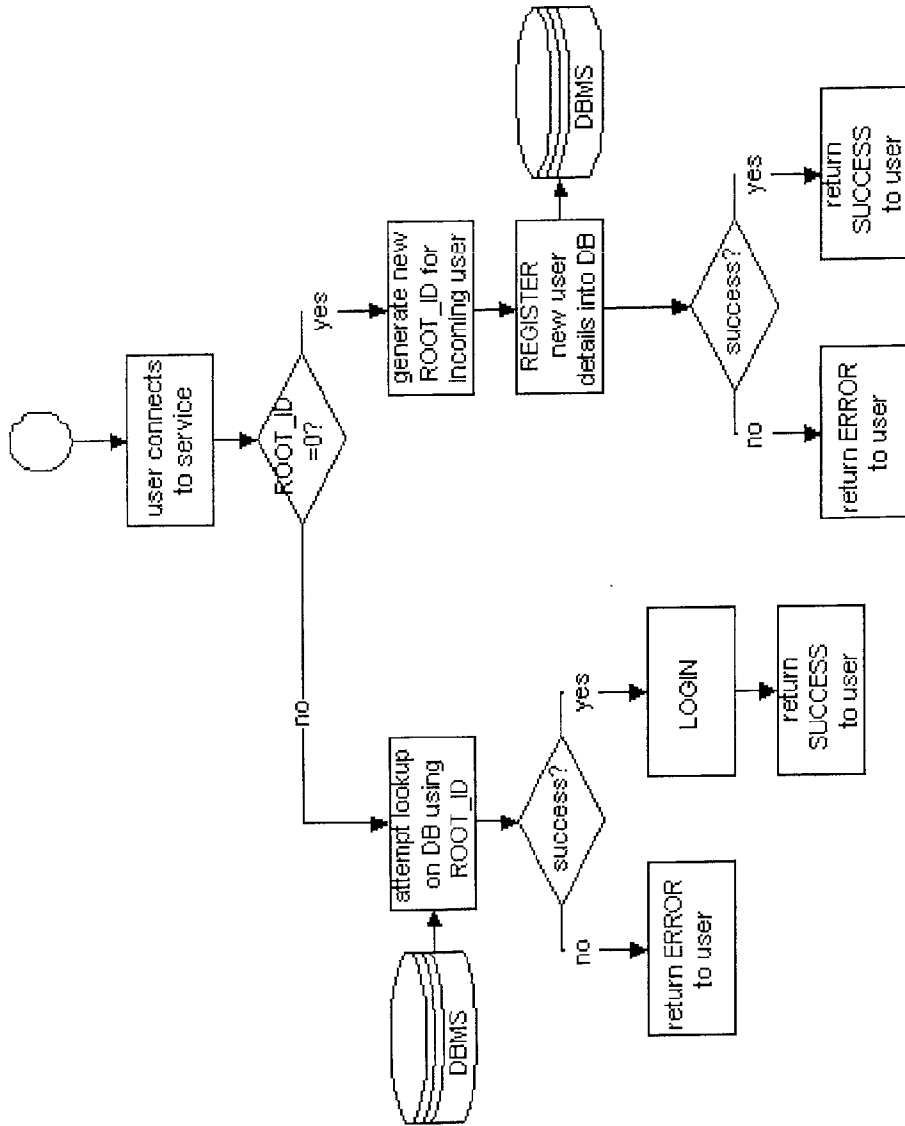 user connects
to service
ROOT_ID
=0?
no
yes
DBMS
attempt lookup
on DB using
ROOT_ID
success?
no
yes
return ERROR
to user
LOGIN
return
SUCCESS
to user
generate new
ROOT_ID for
incoming user
REGISTER
new user
details into DB
DBMS
success?
no
yes
return ERROR
to user
return
SUCCESS
to user